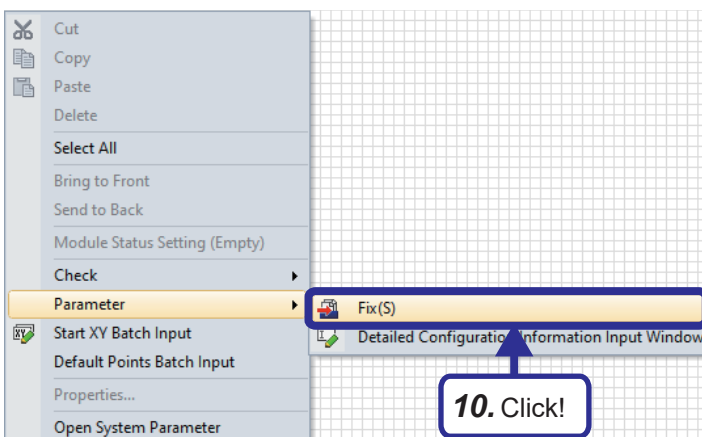 Cut
Copy
Paste
Delete
Select All
Bring to Front
Send to Back
Module Status Setting (Empty)
Check
Parameter
Fix(S)
XY
Start XY Batch Input
Detailed Configuration Information Input Window
Default Points Batch Input
Properties...
10. Click!
Open System Parameter